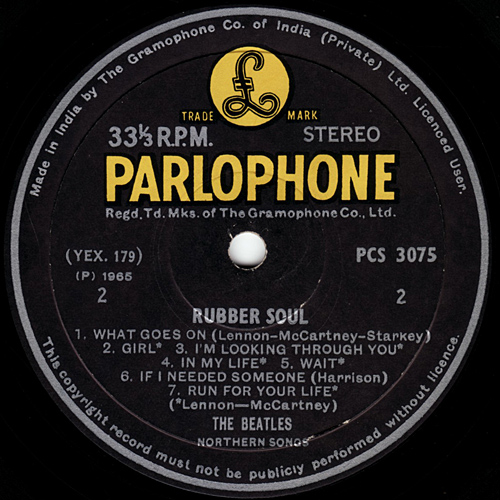 Made in India by The Gramophone Co. of India (Private) Ltd. Licenced User.
£
TRADE MARK
33⅓ R.P.M. STEREO
PARLOPHONE
Regd. Td. Mks. of The Gramophone Co., Ltd.
(YEX. 179) PCS 3075
(P) 1965
2 2
RUBBER SOUL
1. WHAT GOES ON (Lennon-McCartney-Starkey)
2. GIRL* 3. I'M LOOKING THROUGH YOU*
4. IN MY LIFE* 5. WAIT*
6. IF I NEEDED SOMEONE (Harrison)
7. RUN FOR YOUR LIFE*
(*Lennon—McCartney)
THE BEATLES
NORTHERN SONGS
This copyright record must not be publicly performed without licence.